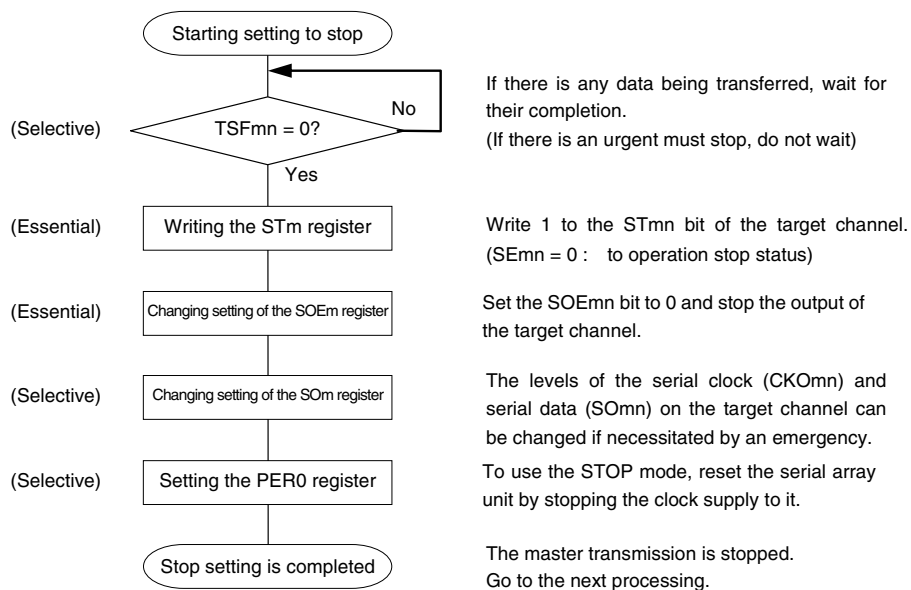 Starting setting to stop
No
(Selective)
TSFmn = 0?
If there is any data being transferred, wait for
their completion.
(If there is an urgent must stop, do not wait)
Yes
(Essential)
Writing the STm register
Write 1 to the STmn bit of the target channel.
(SEmn = 0 : to operation stop status)
(Essential)
Changing setting of the SOEm register
Set the SOEmn bit to 0 and stop the output of
the target channel.
(Selective)
Changing setting of the SOm register
The levels of the serial clock (CKOmn) and
serial data (SOmn) on the target channel can
be changed if necessitated by an emergency.
(Selective)
Setting the PER0 register
To use the STOP mode, reset the serial array
unit by stopping the clock supply to it.
Stop setting is completed
The master transmission is stopped.
Go to the next processing.